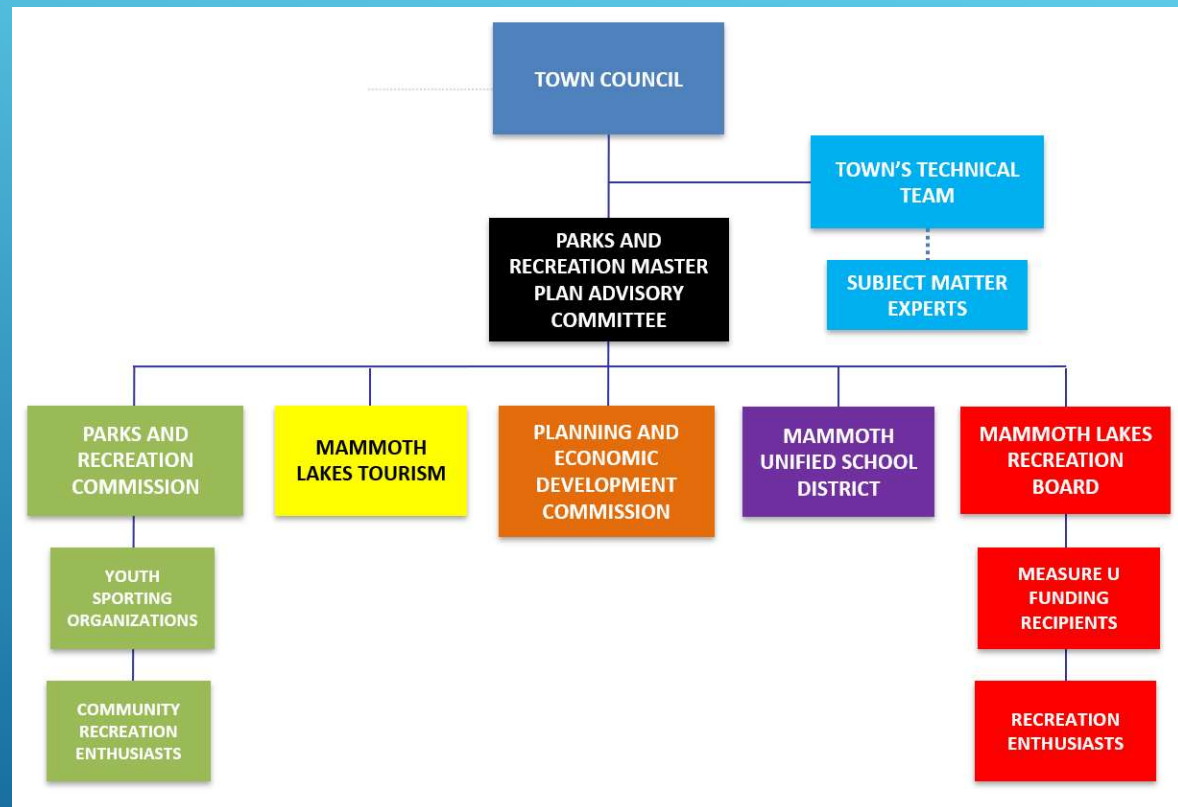 TOWN COUNCIL
TOWN'S TECHNICAL
TEAM
PARKS AND
RECREATION MASTER
PLAN ADVISORY
COMMITTEE
SUBJECT MATTER
EXPERTS
PARKS AND
RECREATION
COMMISSION
MAMMOTH
LAKES TOURISM
PLANNING AND
ECONOMIC
DEVELOPMENT
COMMISSION
MAMMOTH
UNIFIED SCHOOL
DISTRICT
MAMMOTH LAKES
RECREATION
BOARD
YOUTH
SPORTING
ORGANIZATIONS
MEASURE U
FUNDING
RECIPIENTS
COMMUNITY
RECREATION
ENTHUSIASTS
RECREATION
ENTHUSIASTS